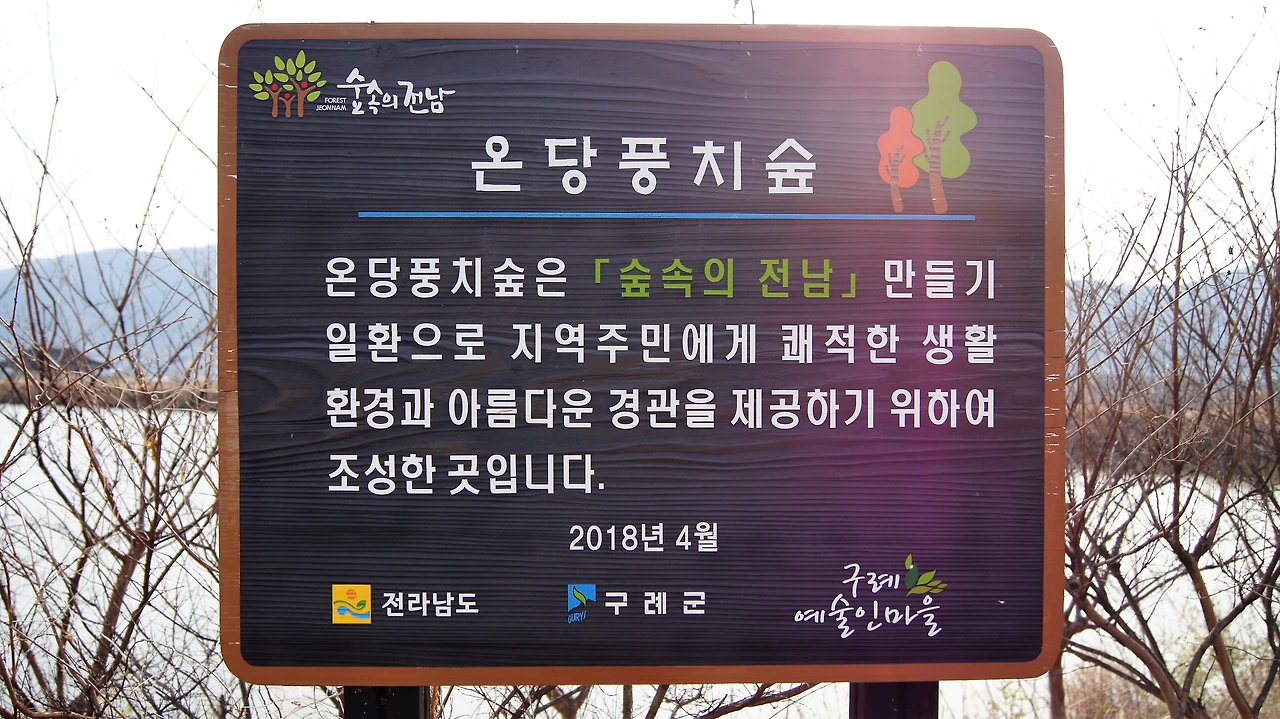 FOREST
JEONNAM
숲속의 전남
온당풍치숲
온당풍치숲은 「숲속의 전남」 만들기
일환으로 지역주민에게 쾌적한 생활
환경과 아름다운 경관을 제공하기 위하여
조성한 곳입니다.
2018년 4월
전라남도
GURYE
구례군
구례
예술인마을